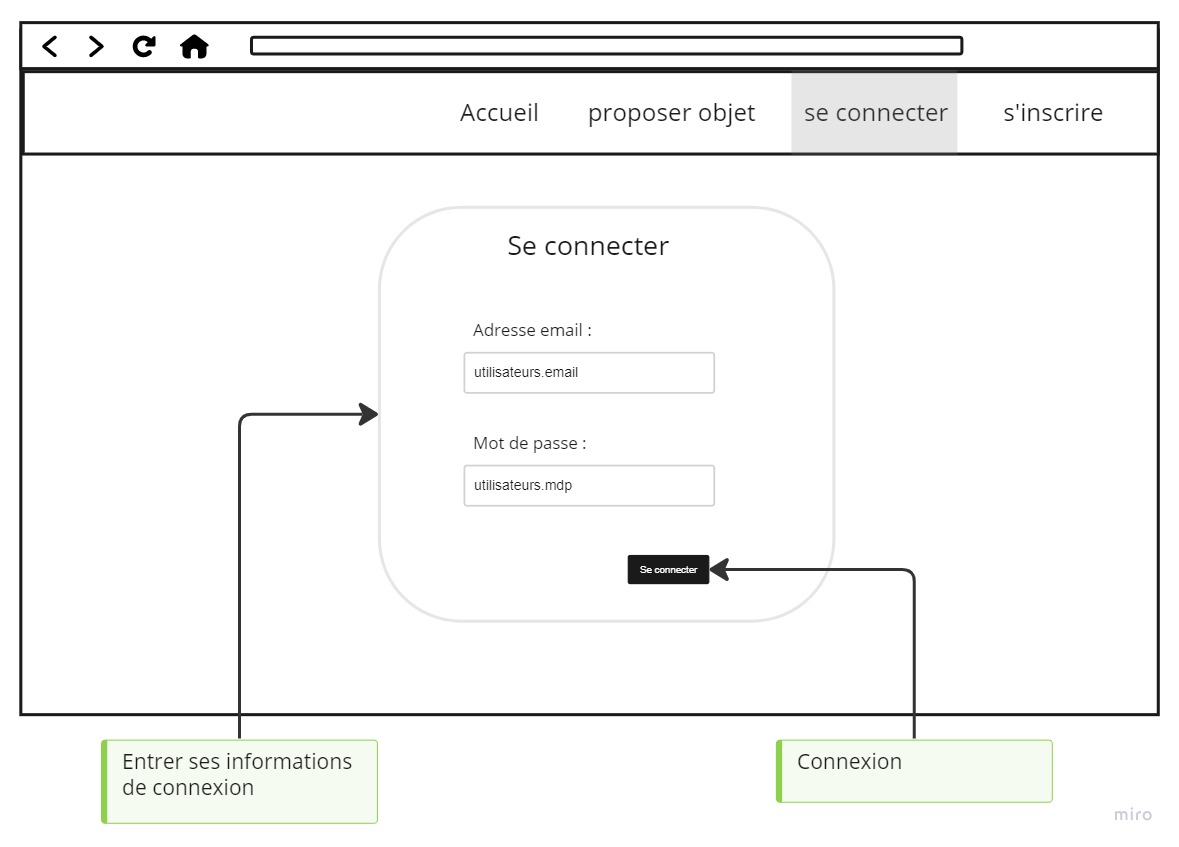 Accueil proposer objet se connecter s'inscrire
Se connecter
Adresse email :
utilisateurs.email
Mot de passe :
utilisateurs.mdp
Se connecter
Entrer ses informations
de connexion
Connexion
miro